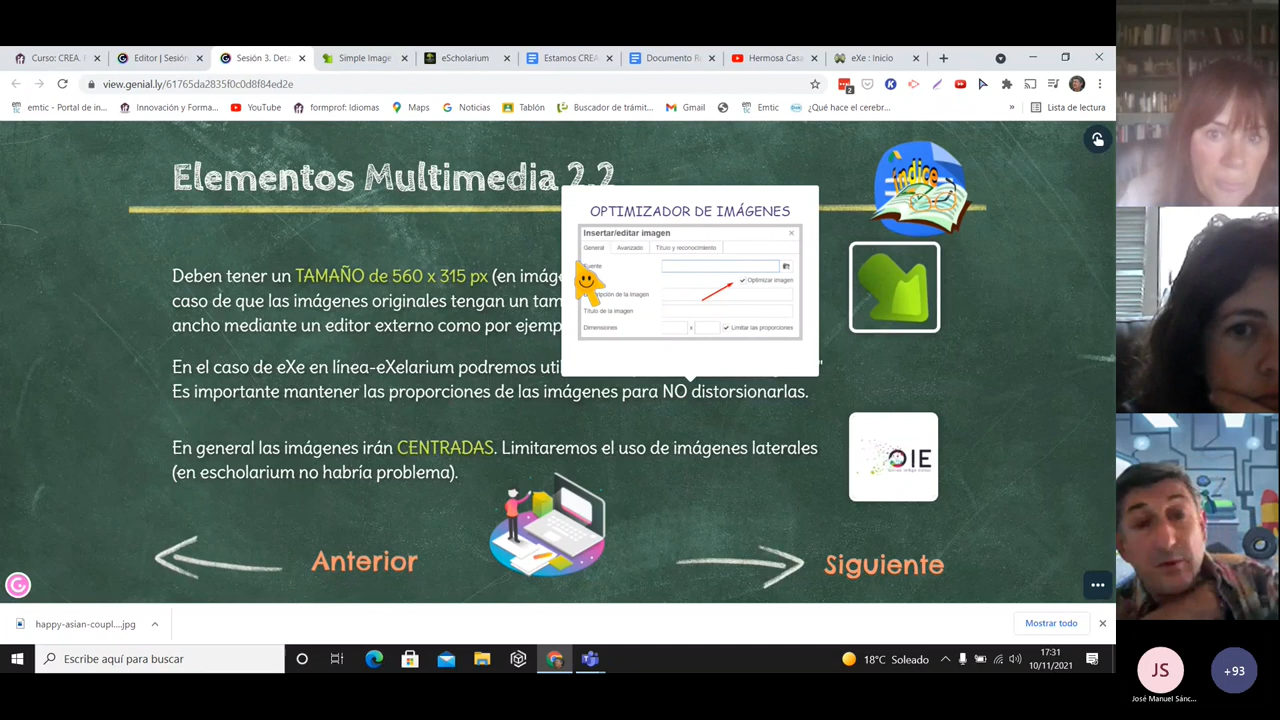 Curso: CREA. I
Editor | Sesión
Sesión 3. Deta
Simple Image
eScholarium
Estamos CREA
Documento R
Hermosa Casa
eXe : Inicio
view.genial.ly/61765da2835f0c0d8f84ed2e
2
emtic - Portal de in...
Innovación y Forma...
YouTube
formprof: Idiomas
Maps
Noticias
Tablón
Buscador de trámit...
Gmail
Emtic
¿Qué hace el cerebr...
»
Lista de lectura
Elementos Multimedia 2.2
índice
OPTIMIZADOR DE IMÁGENES
Insertar/editar imagen
General
Avanzado
Título y reconocimiento
Fuente
Optimizar imagen
Descripción de la imagen
Título de la imagen
Dimensiones
x
Limitar las proporciones
Deben tener un TAMAÑO de 560 x 315 px (en imáge
caso de que las imágenes originales tengan un tam
ancho mediante un editor externo como por ejemp
En el caso de eXe en línea-eXelarium podremos util
Es importante mantener las proporciones de las imágenes para NO distorsionarlas.
En general las imágenes irán CENTRADAS. Limitaremos el uso de imágenes laterales
(en escholarium no habría problema).
OIE
Anterior
Siguiente
happy-asian-coupl....jpg
Mostrar todo
Escribe aquí para buscar
18°C Soleado
17:31
10/11/2021
JS
José Manuel Sánc...
+93